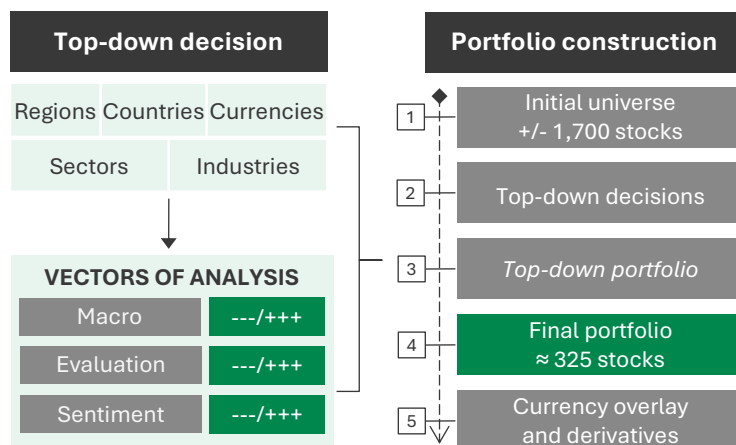 Top-down decision
Regions Countries Currencies
Sectors Industries
VECTORS OF ANALYSIS
Macro ---/+++
Evaluation ---/+++
Sentiment ---/+++
Portfolio construction
1 Initial universe
+/- 1,700 stocks
2 Top-down decisions
3 Top-down portfolio
4 Final portfolio
≈ 325 stocks
5 Currency overlay
and derivatives